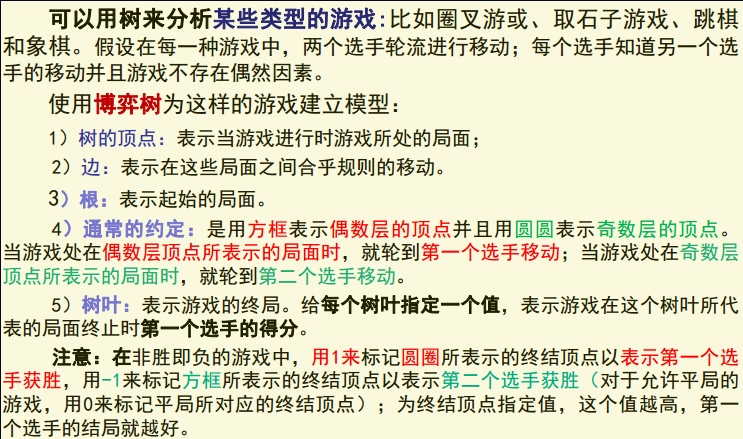 可以用树来分析某些类型的游戏:比如圈叉游或、取石子游戏、跳棋
和象棋。假设在每一种游戏中，两个选手轮流进行移动；每个选手知道另一个选
手的移动并且游戏不存在偶然因素。
使用博弈树为这样的游戏建立模型：
1）树的顶点：表示当游戏进行时游戏所处的局面；
2）边：表示在这些局面之间合乎规则的移动。
3）根：表示起始的局面。
4）通常的约定：是用方框表示偶数层的顶点并且用圆圆表示奇数层的顶点。
当游戏处在偶数层顶点所表示的局面时，就轮到第一个选手移动；当游戏处在奇数层
顶点所表示的局面时，就轮到第二个选手移动。
5）树叶：表示游戏的终局。给每个树叶指定一个值，表示游戏在这个树叶所代
表的局面终止时第一个选手的得分。
注意：在非胜即负的游戏中，用1来标记圆圈所表示的终结顶点以表示第一个选
手获胜，用-1来标记方框所表示的终结顶点以表示第二个选手获胜（对于允许平局的
游戏，用0来标记平局所对应的终结顶点）；为终结顶点指定值，这个值越高，第一
个选手的结局就越好。